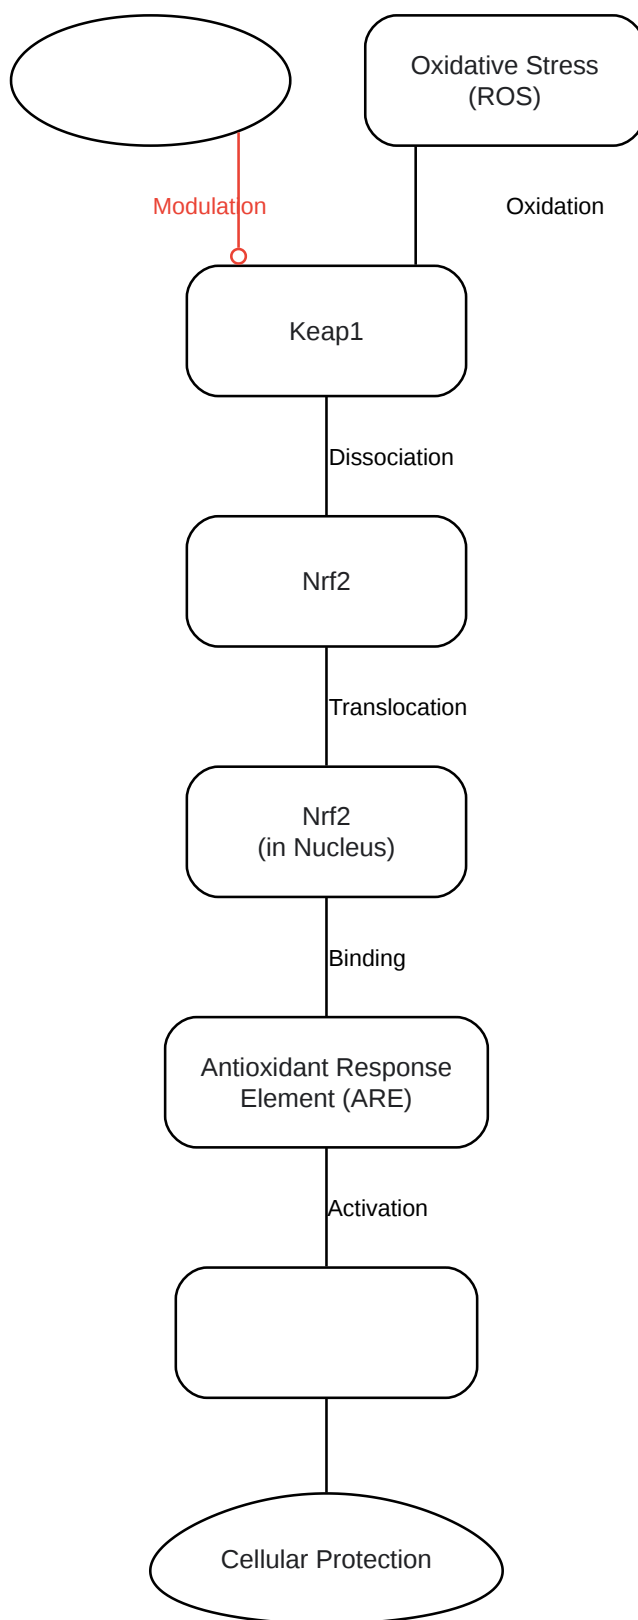 Oxidative Stress
(ROS)
Modulation
Oxidation
Keap1
Dissociation
Nrf2
Translocation
Nrf2
(in Nucleus)
Binding
Antioxidant Response
Element (ARE)
Activation
Cellular Protection